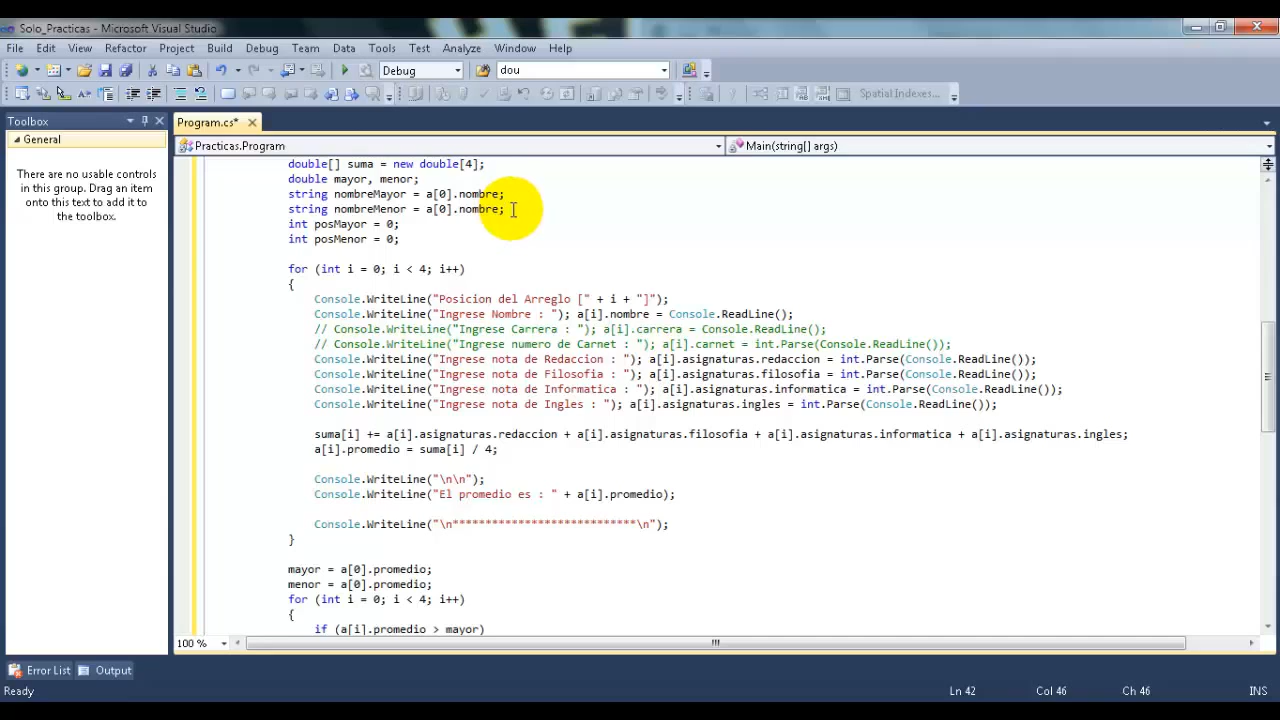 Solo_Practicas - Microsoft Visual Studio
File Edit View Refactor Project Build Debug Team Data Tools Test Analyze Window Help
Debug dou
Spatial Indexes...
Toolbox
Program.cs*
General
Practicas.Program
Main(string[] args)
There are no usable controls
in this group. Drag an item
onto this text to add it to
the toolbox.
double[] suma = new double[4];
double mayor, menor;
string nombreMayor = a[0].nombre;
string nombreMenor = a[0].nombre;
int posMayor = 0;
int posMenor = 0;
for (int i = 0; i < 4; i++)
{
Console.WriteLine("Posicion del Arreglo [" + i + "]");
Console.WriteLine("Ingrese Nombre : "); a[i].nombre = Console.ReadLine();
// Console.WriteLine("Ingrese Carrera : "); a[i].carrera = Console.ReadLine();
// Console.WriteLine("Ingrese numero de Carnet : "); a[i].carnet = int.Parse(Console.ReadLine());
Console.WriteLine("Ingrese nota de Redaccion : "); a[i].asignaturas.redaccion = int.Parse(Console.ReadLine());
Console.WriteLine("Ingrese nota de Filosofia : "); a[i].asignaturas.filosofia = int.Parse(Console.ReadLine());
Console.WriteLine("Ingrese nota de Informatica : "); a[i].asignaturas.informatica = int.Parse(Console.ReadLine());
Console.WriteLine("Ingrese nota de Ingles : "); a[i].asignaturas.ingles = int.Parse(Console.ReadLine());
suma[i] += a[i].asignaturas.redaccion + a[i].asignaturas.filosofia + a[i].asignaturas.informatica + a[i].asignaturas.ingles;
a[i].promedio = suma[i] / 4;
Console.WriteLine("\n\n");
Console.WriteLine("El promedio es : " + a[i].promedio);
Console.WriteLine("\n****************************\n");
}
mayor = a[0].promedio;
menor = a[0].promedio;
for (int i = 0; i < 4; i++)
{
if (a[i].promedio > mayor)
100 %
Error List Output
Ready Ln 42 Col 46 Ch 46 INS